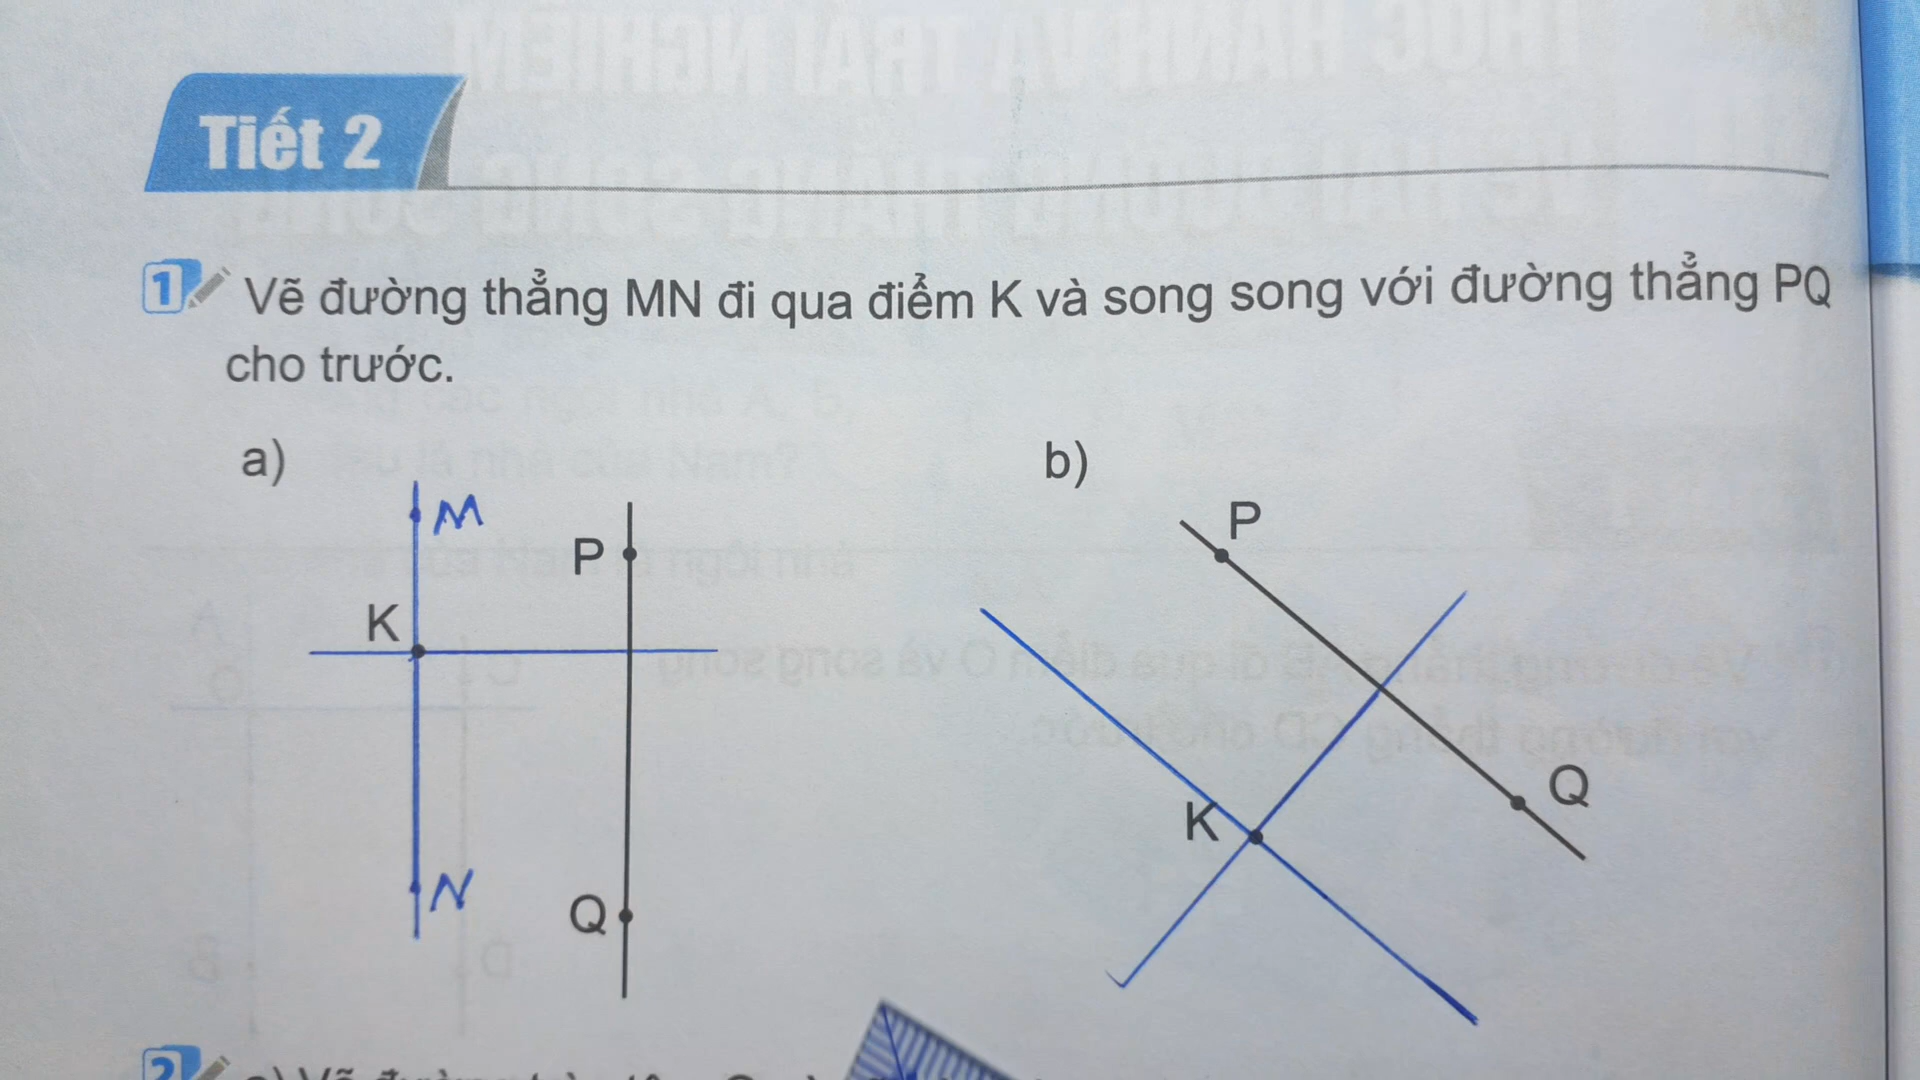 Tiết 2
1 Vẽ đường thẳng MN đi qua điểm K và song song với đường thẳng PQ
cho trước.
a)
b)
M
P
K
N
Q
P
Q
K
2